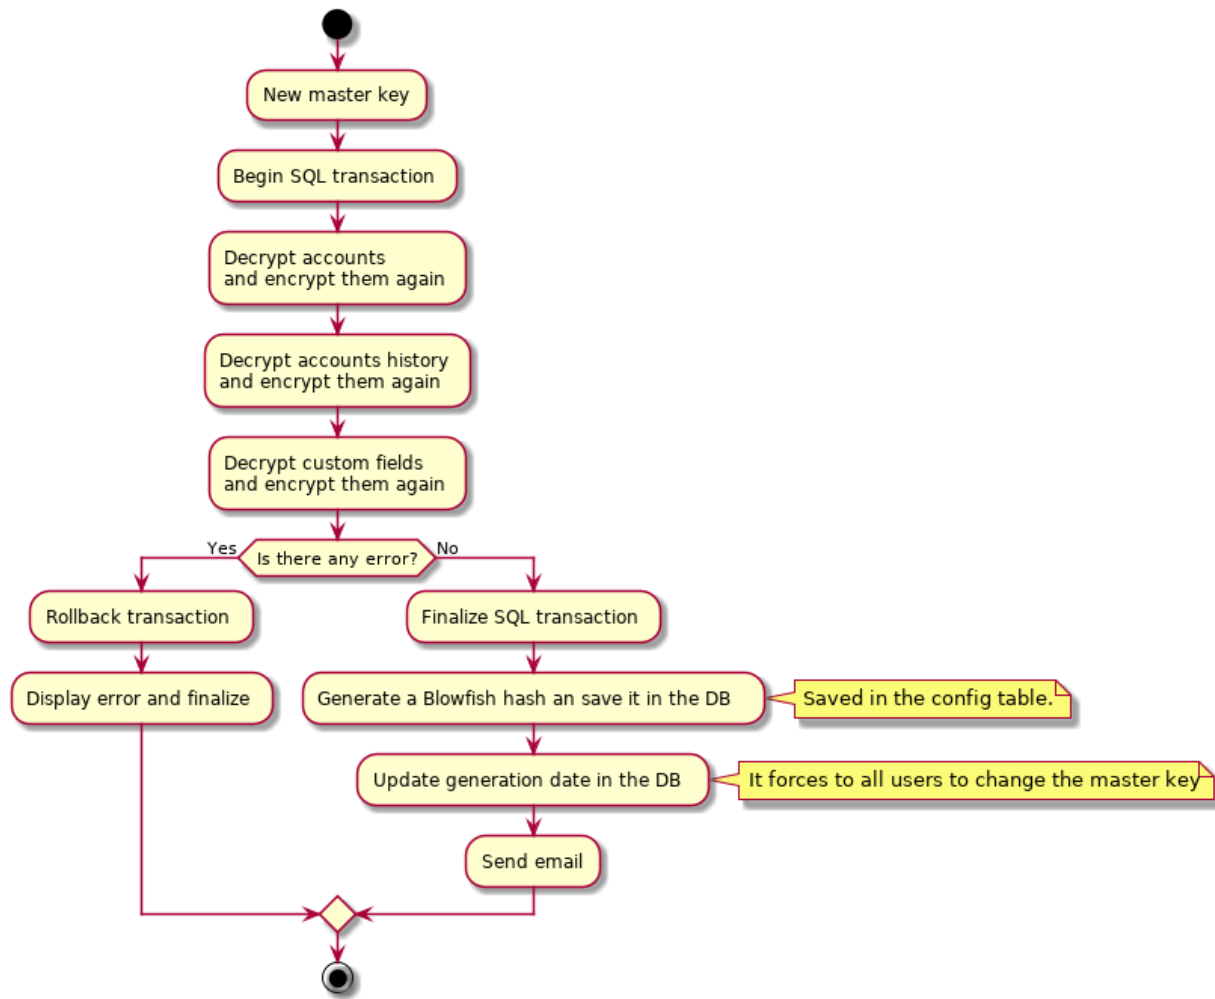 New master key
Begin SQL transaction
Decrypt accounts
and encrypt them again
Decrypt accounts history
and encrypt them again
Decrypt custom fields
and encrypt them again
Yes
Is there any error?
No
Rollback transaction
Finalize SQL transaction
Display error and finalize
Generate a Blowfish hash an save it in the DB
Saved in the config table.
Update generation date in the DB
It forces to all users to change the master key
Send email